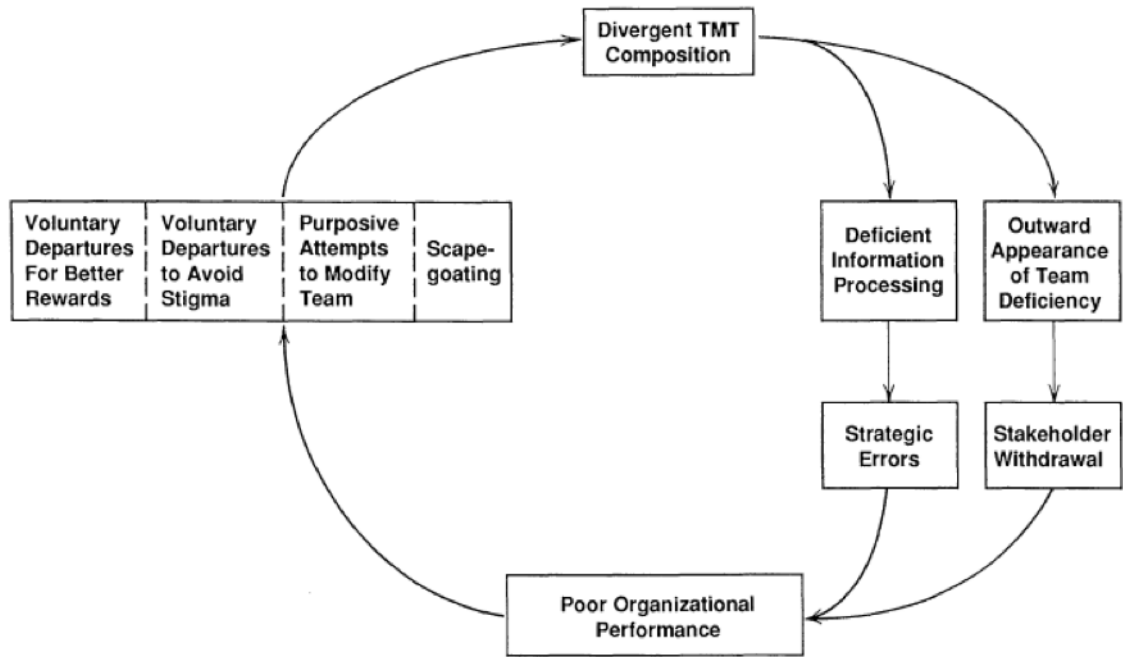 Divergent TMT
Composition
Voluntary
Departures
For Better
Rewards
Voluntary
Departures
to Avoid
Stigma
Purposive
Attempts
to Modify
Team
Scape-
goating
Deficient
Information
Processing
Outward
Appearance
of Team
Deficiency
Strategic
Errors
Stakeholder
Withdrawal
Poor Organizational
Performance